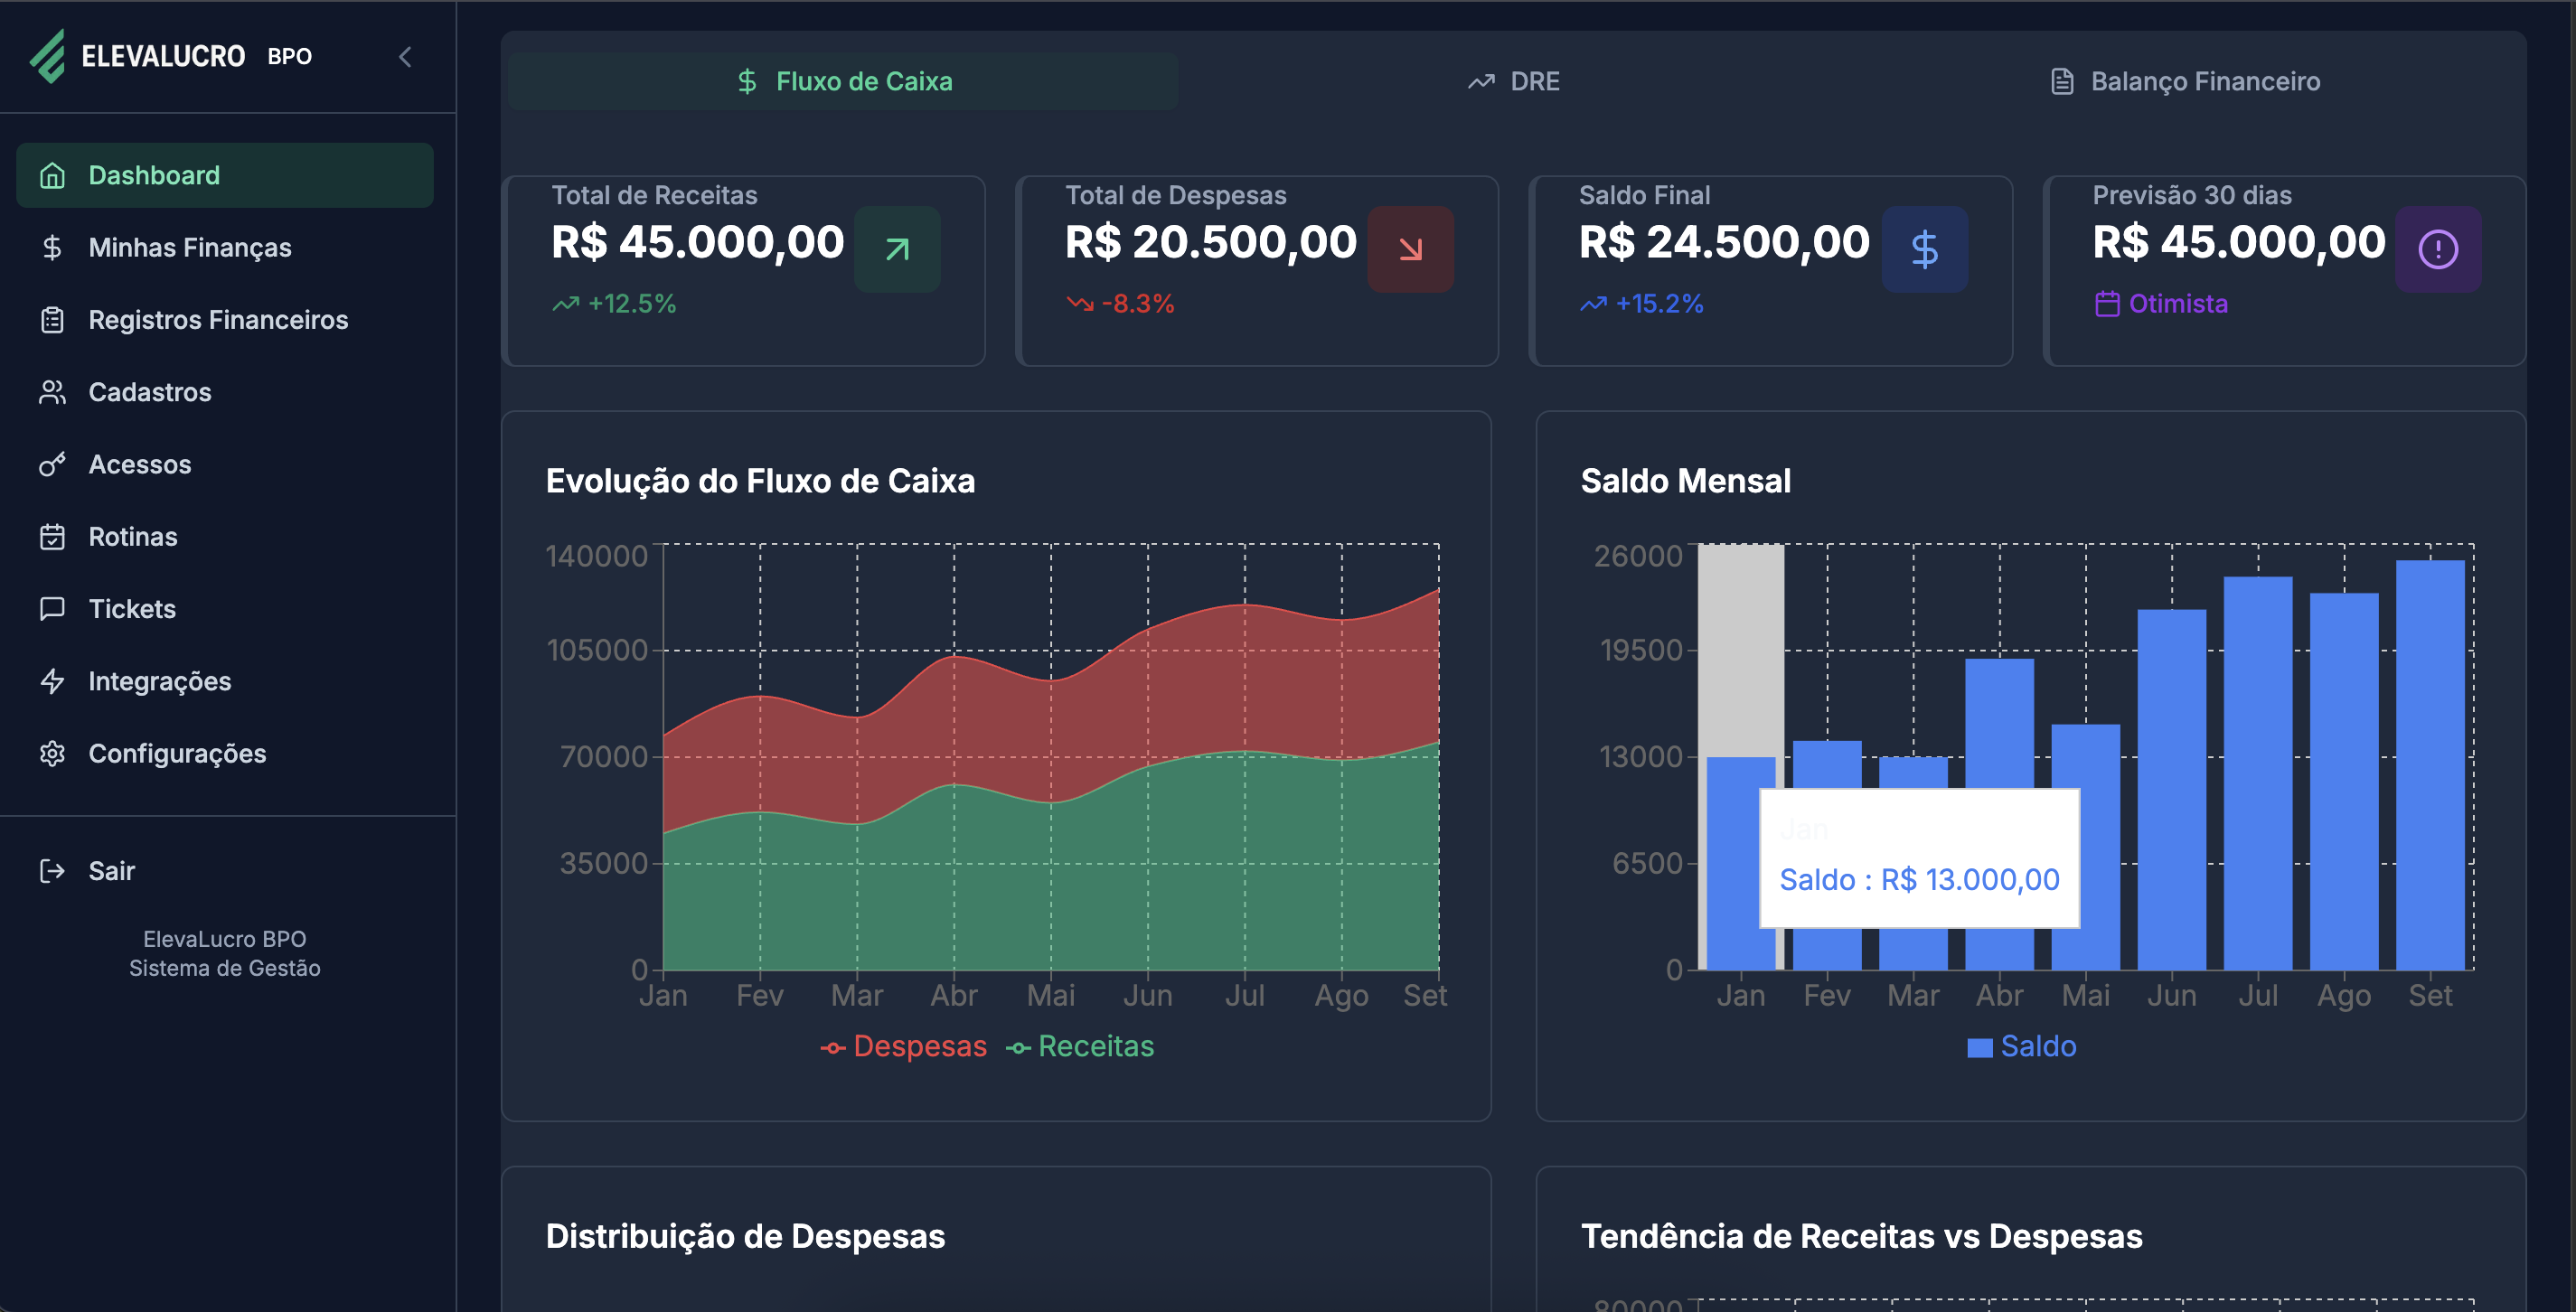 ELEVALUCRO BPO
Dashboard
Minhas Finanças
Registros Financeiros
Cadastros
Acessos
Rotinas
Tickets
Integrações
Configurações
Sair
ElevaLucro BPO
Sistema de Gestão
Fluxo de Caixa
DRE
Balanço Financeiro
Total de Receitas
R$ 45.000,00
+12.5%
Total de Despesas
R$ 20.500,00
-8.3%
Saldo Final
R$ 24.500,00
+15.2%
Previsão 30 dias
R$ 45.000,00
Otimista
Evolução do Fluxo de Caixa
140000
105000
70000
35000
0
Jan Fev Mar Abr Mai Jun Jul Ago Set
Despesas Receitas
Saldo Mensal
26000
19500
13000
6500
0
Jan
Saldo : R$ 13.000,00
Jan Fev Mar Abr Mai Jun Jul Ago Set
Saldo
Distribuição de Despesas
Tendência de Receitas vs Despesas
80000